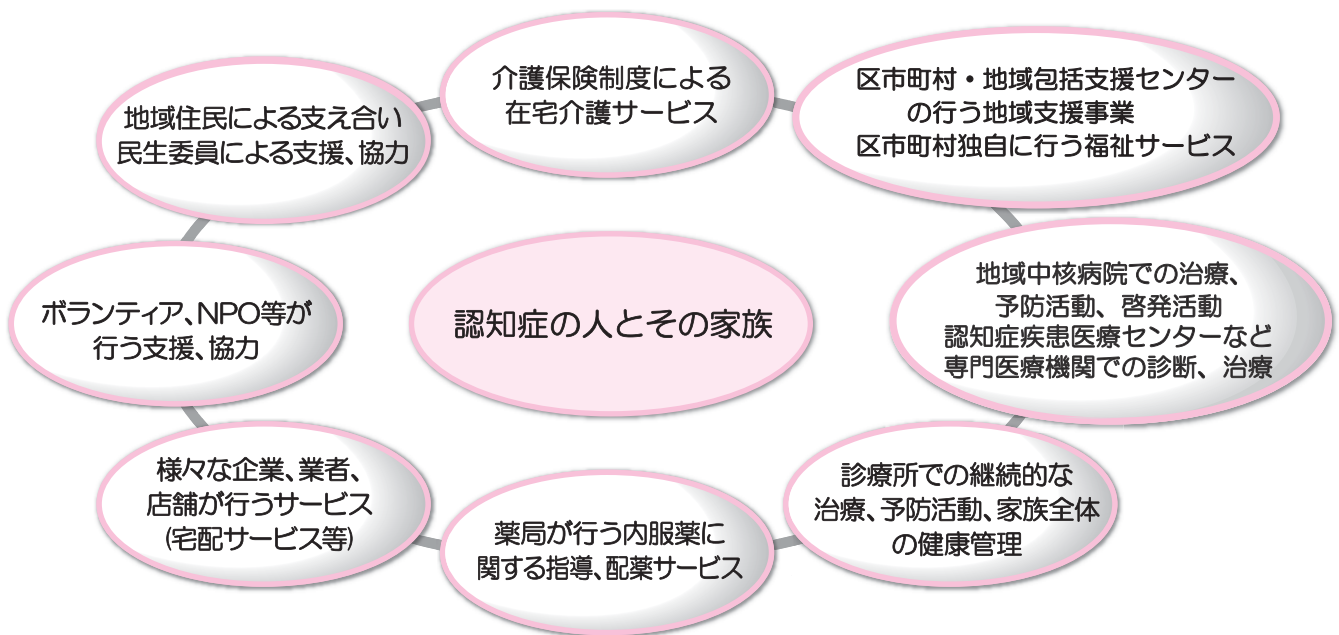 介護保険制度による
在宅介護サービス
区市町村・地域包括支援センター
の行う地域支援事業
区市町村独自に行う福祉サービス
地域中核病院での治療、
予防活動、啓発活動
認知症疾患医療センターなど
専門医療機関での診断、治療
診療所での継続的な
治療、予防活動、家族全体
の健康管理
薬局が行う内服薬に
関する指導、配薬サービス
様々な企業、業者、
店舗が行うサービス
(宅配サービス等)
ボランティア、NPO等が
行う支援、協力
地域住民による支え合い
民生委員による支援、協力
認知症の人とその家族